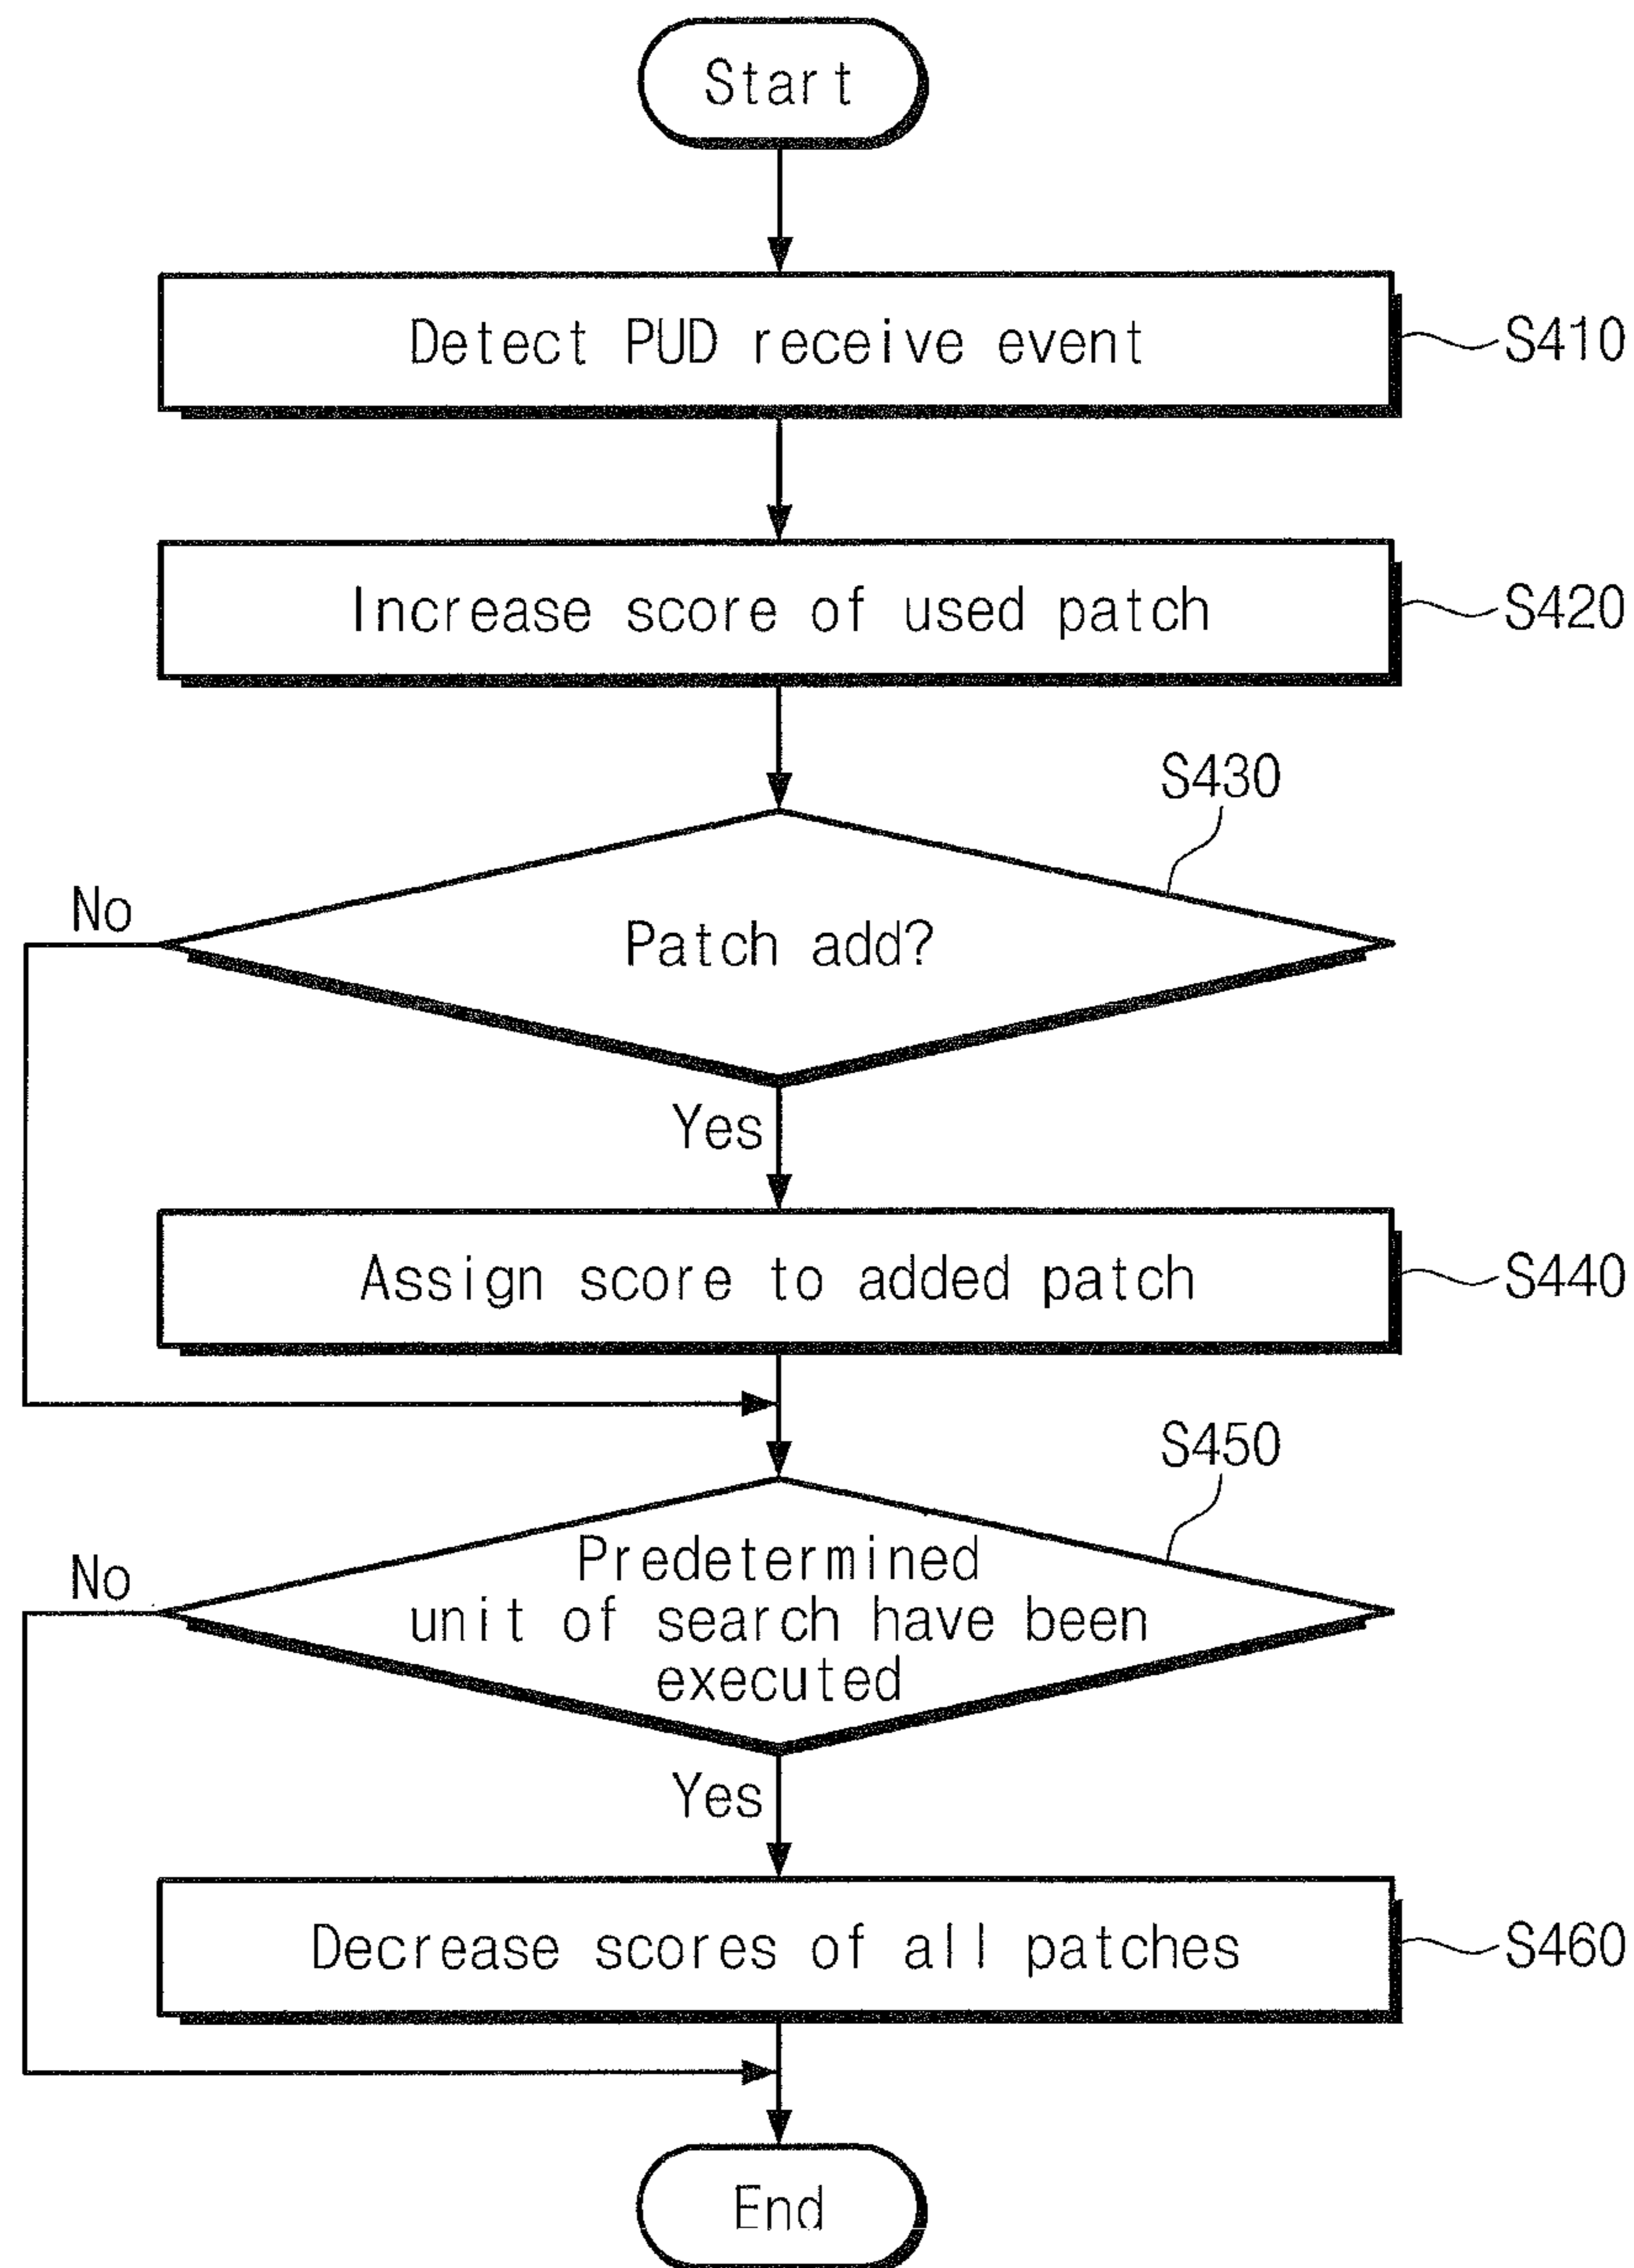 Start
Detect PUD receive event
S410
Increase score of used patch
S420
S430
No
Patch add?
Yes
Assign score to added patch
S440
S450
No
Predetermined
unit of search have been
executed
Yes
Decrease scores of all patches
S460
End